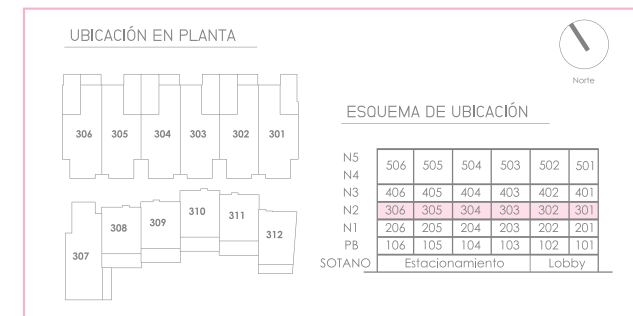 UBICACIÓN EN PLANTA
Norte
306 305 304 303 302 301
307 308 309 310 311 312
ESQUEMA DE UBICACIÓN
N5
N4
506 505 504 503 502 501
N3 406 405 404 403 402 401
N2 306 305 304 303 302 301
N1 206 205 204 203 202 201
PB 106 105 104 103 102 101
SOTANO Estacionamiento Lobby